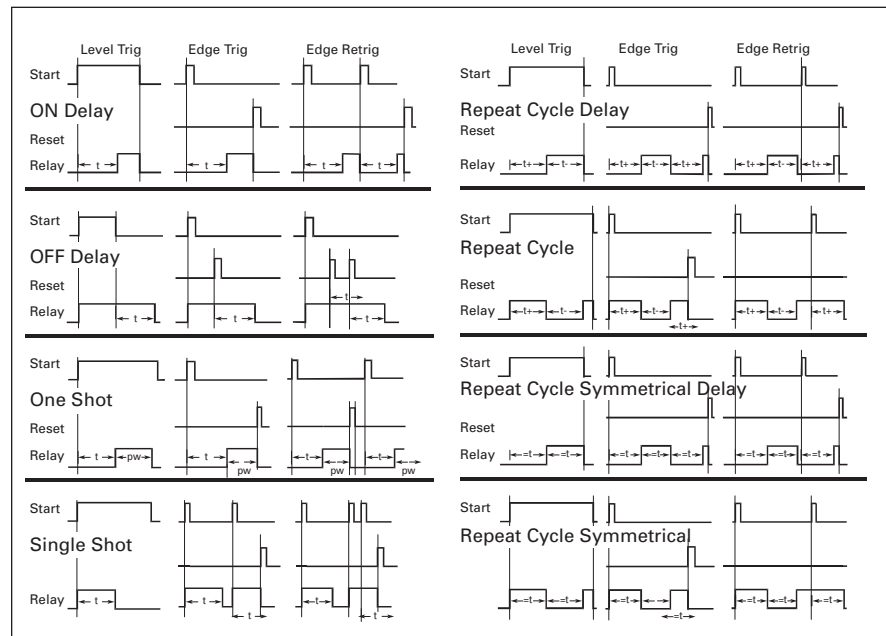 Level Trig Edge Trig Edge Retrig
Start
ON Delay
Reset
Relay t t t t
Start
OFF Delay
Reset
t
Relay t t t
Start
One Shot
Reset
Relay t pw t t t
pw pw pw
Start
Single Shot
Relay t t t
t t
Level Trig Edge Trig Edge Retrig
Start
Repeat Cycle Delay
Reset
Relay t+ t- t+ t- t+ t+ t-
Start
Repeat Cycle
Reset
Relay t+ t- t+ t- t+ t- t+
t+
Start
Repeat Cycle Symmetrical Delay
Reset
Relay =t =t =t =t =t =t =t
Start
Repeat Cycle Symmetrical
Relay =t =t =t =t =t =t
=t